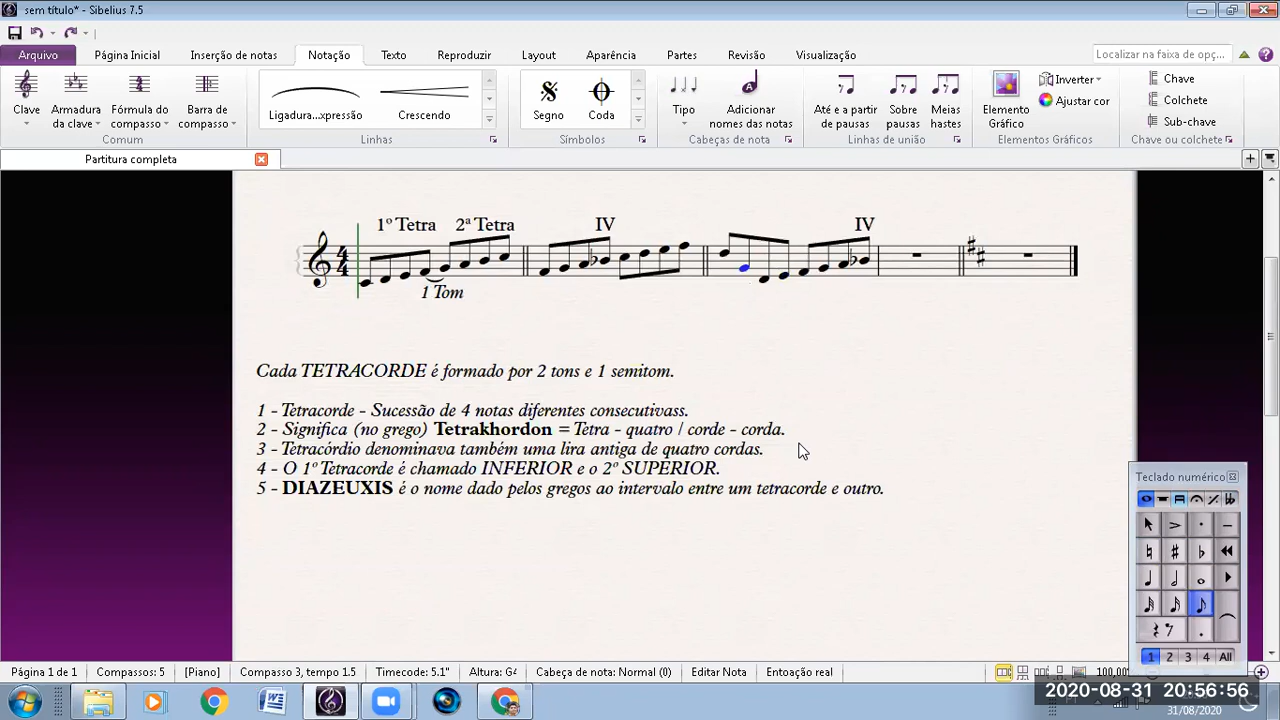 sem título* - Sibelius 7.5
Arquivo Página Inicial Inserção de notas Notação Texto Reproduzir Layout Aparência Partes Revisão Visualização Localizar na faixa de opç...
Clave Armadura da clave Fórmula do compasso Barra de compasso
Ligadura...xpressão Crescendo
Segno Coda
Tipo Adicionar nomes das notas
Até e a partir de pausas Sobre pausas Meias hastes
Elemento Gráfico Inverter Ajustar cor
Chave
Colchete
Sub-chave
Comum Linhas Símbolos Cabeças de nota Linhas de união Elementos Gráficos Chave ou colchete
Partitura completa
1º Tetra 2ª Tetra IV IV
4
4
1 Tom
Cada TETRACORDE é formado por 2 tons e 1 semitom.
1 - Tetracorde - Sucessão de 4 notas diferentes consecutivass.
2 - Significa (no grego) Tetrakhordon = Tetra - quatro / corde - corda.
3 - Tetracórdio denominava também uma lira antiga de quatro cordas.
4 - O 1º Tetracorde é chamado INFERIOR e o 2º SUPERIOR.
5 - DIAZEUXIS é o nome dado pelos gregos ao intervalo entre um tetracorde e outro.
Teclado numérico
1 2 3 4 All
Página 1 de 1 Compassos: 5 [Piano] Compasso 3, tempo 1.5 Timecode: 5.1" Altura: G4 Cabeça de nota: Normal (0) Editar Nota Entoação real 100,00
2020-08-31 20:56:56
31/08/2020